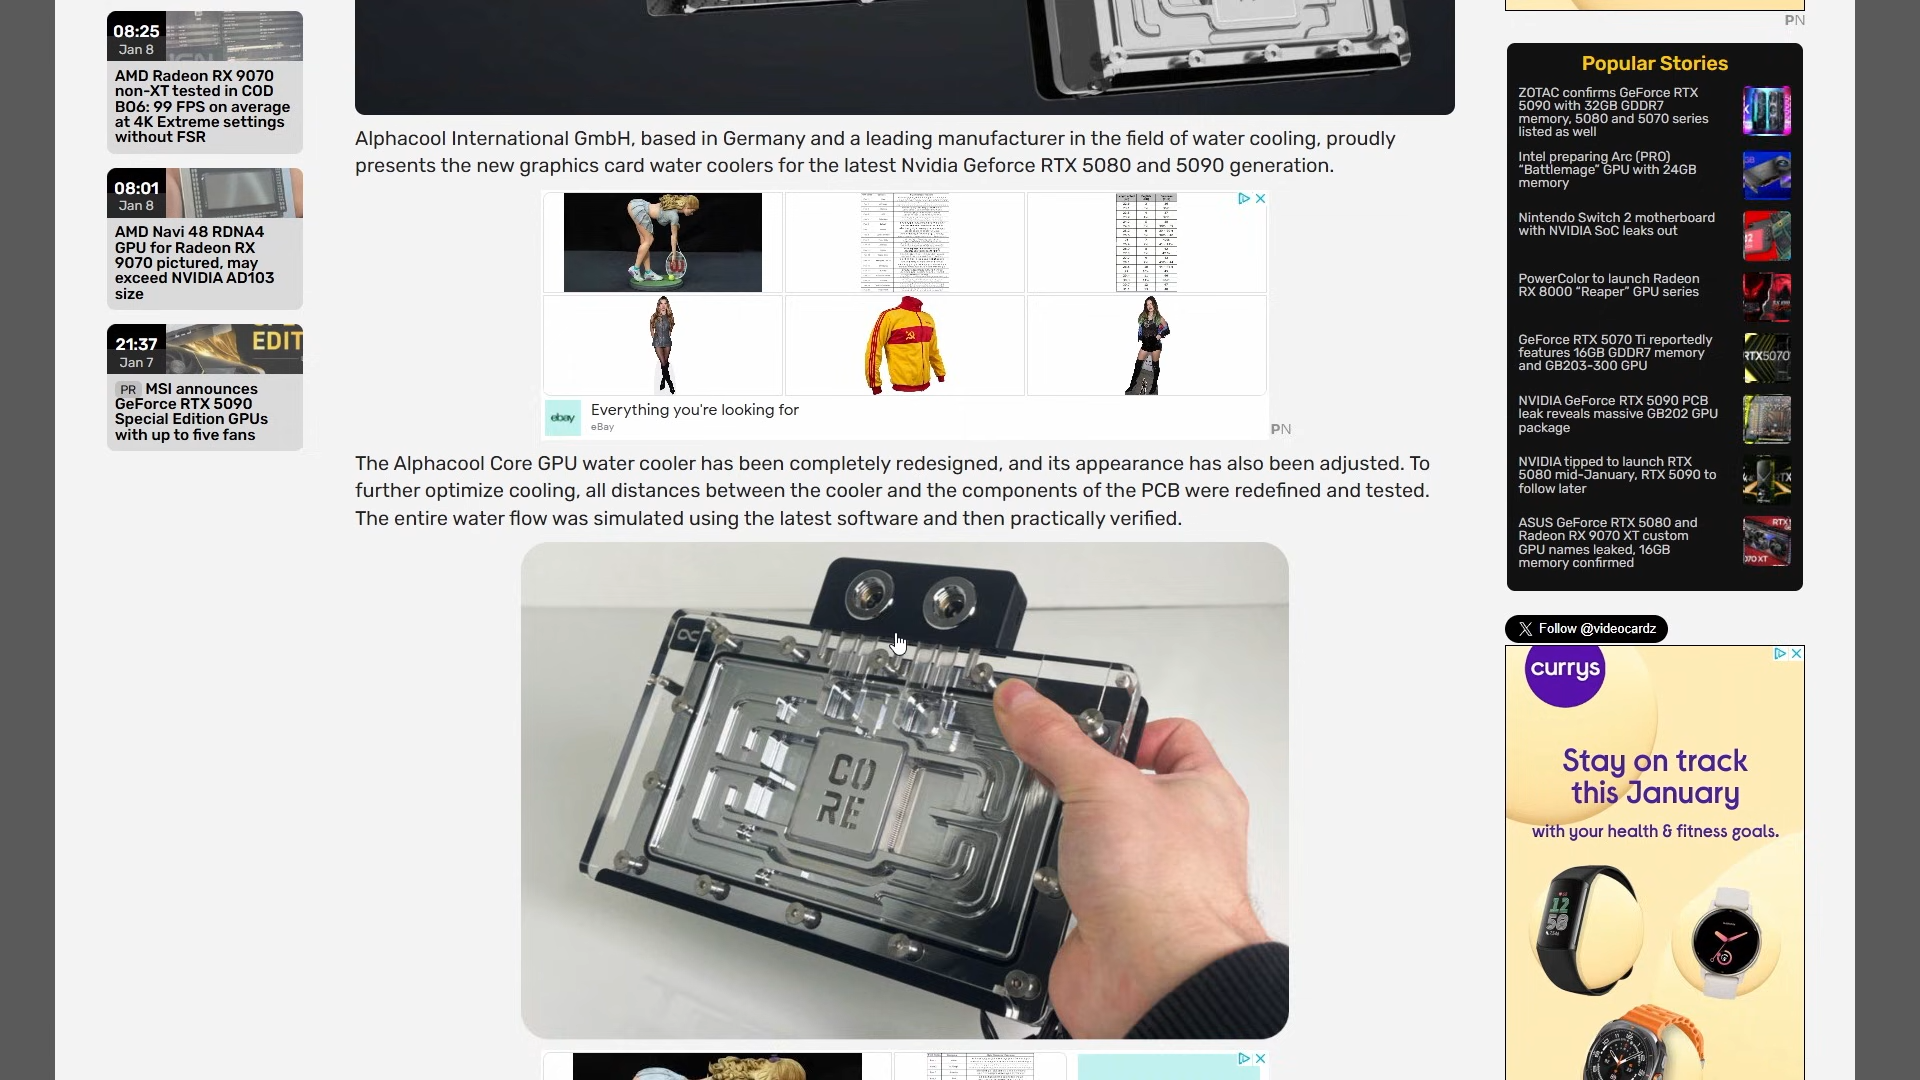 08:25
Jan 8
AMD Radeon RX 9070
non-XT tested in COD
BO6: 99 FPS on average
at 4K Extreme settings
without FSR
08:01
Jan 8
AMD Navi 48 RDNA4
GPU for Radeon RX
9070 pictured, may
exceed NVIDIA AD103
size
21:37
Jan 7
EDIT
PR MSI announces
GeForce RTX 5090
Special Edition GPUs
with up to five fans
Alphacool International GmbH, based in Germany and a leading manufacturer in the field of water cooling, proudly
presents the new graphics card water coolers for the latest Nvidia Geforce RTX 5080 and 5090 generation.
ebay
Everything you're looking for
eBay
PN
The Alphacool Core GPU water cooler has been completely redesigned, and its appearance has also been adjusted. To
further optimize cooling, all distances between the cooler and the components of the PCB were redefined and tested.
The entire water flow was simulated using the latest software and then practically verified.
CO
RE
PN
Popular Stories
ZOTAC confirms GeForce RTX
5090 with 32GB GDDR7
memory, 5080 and 5070 series
listed as well
Intel preparing Arc (PRO)
“Battlemage” GPU with 24GB
memory
Nintendo Switch 2 motherboard
with NVIDIA SoC leaks out
PowerColor to launch Radeon
RX 8000 “Reaper” GPU series
GeForce RTX 5070 Ti reportedly
features 16GB GDDR7 memory
and GB203-300 GPU
RTX5070
NVIDIA GeForce RTX 5090 PCB
leak reveals massive GB202 GPU
package
NVIDIA tipped to launch RTX
5080 mid-January, RTX 5090 to
follow later
ASUS GeForce RTX 5080 and
Radeon RX 9070 XT custom
GPU names leaked, 16GB
memory confirmed
RTX
070 XT
Follow @videocardz
currys
Stay on track
this January
with your health & fitness goals.
12
58